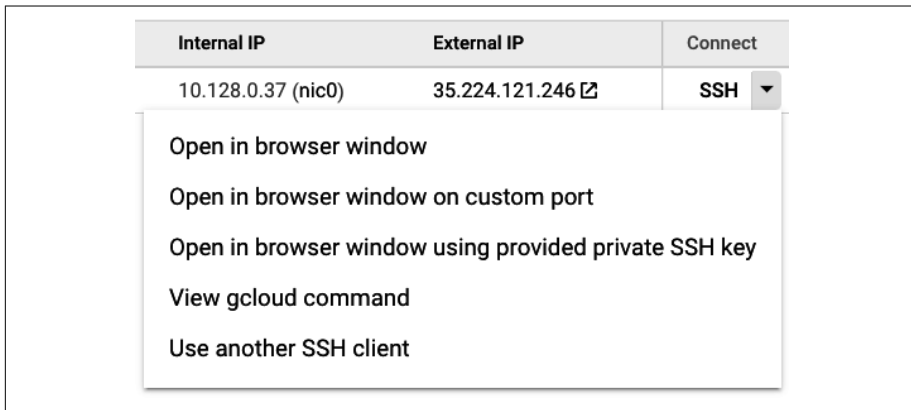 Internal IP External IP Connect
10.128.0.37 (nic0) 35.224.121.246 SSH
Open in browser window
Open in browser window on custom port
Open in browser window using provided private SSH key
View gcloud command
Use another SSH client